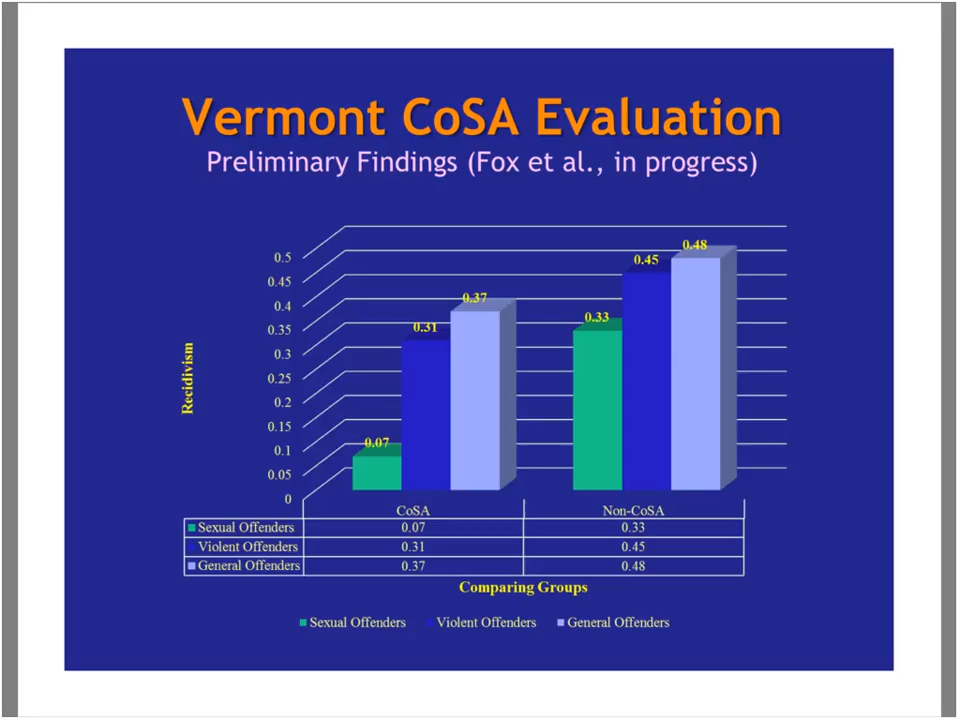 Vermont CoSA Evaluation
Preliminary Findings (Fox et al., in progress)
0.5
0.45
0.4
0.35
0.3
0.25
0.2
0.15
0.1
0.05
0
Recidivism
0.07
0.31
0.37
0.33
0.45
0.48
CoSA Non-CoSA
Sexual Offenders 0.07 0.33
Violent Offenders 0.31 0.45
General Offenders 0.37 0.48
Comparing Groups
Sexual Offenders Violent Offenders General Offenders